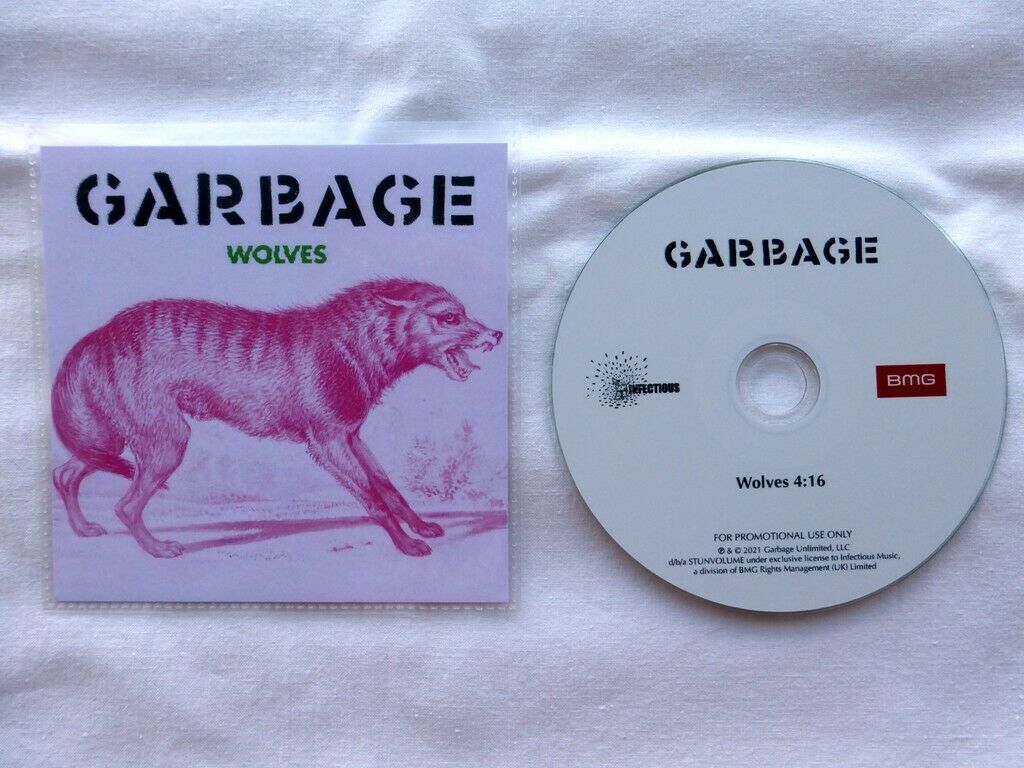 GARBAGE
WOLVES
GARBAGE
INFECTIOUS
BMG
Wolves 4:16
FOR PROMOTIONAL USE ONLY
℗ & © 2021 Garbage Unlimited, LLC
d/b/a STUNVOLUME under exclusive license to Infectious Music,
a division of BMG Rights Management (UK) Limited